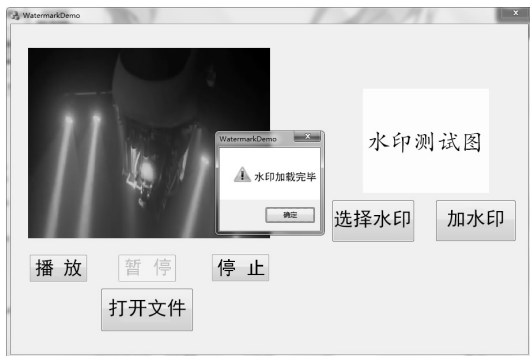 WatermarkDemo
WatermarkDemo
水印加载完毕
确定
水印测试图
选择水印
加水印
播 放
暂 停
停 止
打开文件